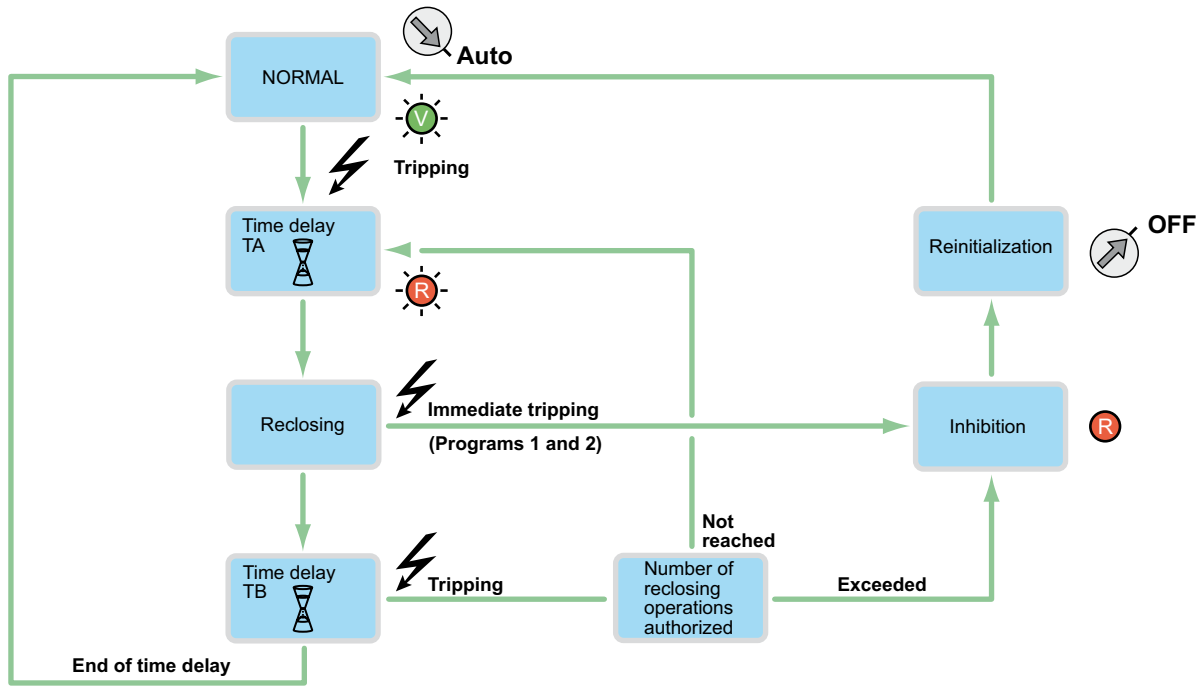 Auto
NORMAL
V
Tripping
Time delay
TA
R
OFF
Reinitialization
Reclosing
Immediate tripping
(Programs 1 and 2)
Inhibition
R
Not
reached
Time delay
TB
Tripping
Number of
reclosing
operations
authorized
Exceeded
End of time delay